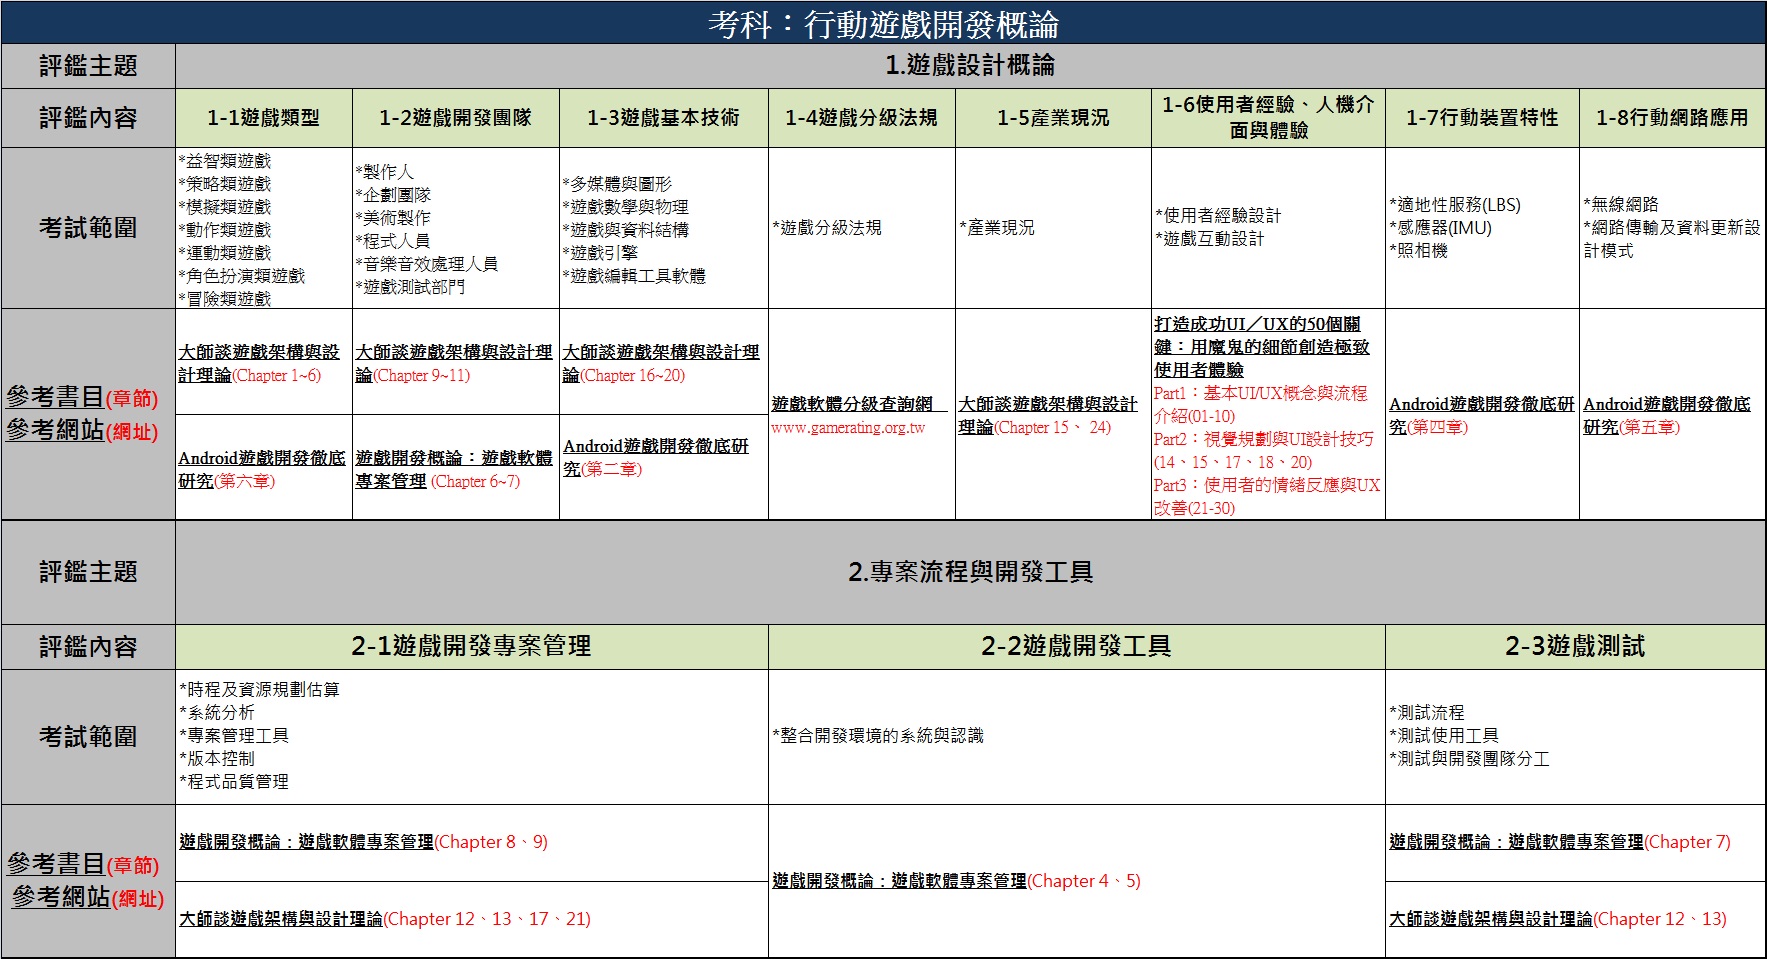 考科：行動遊戲開發概論
評鑑主題
1.遊戲設計概論
評鑑內容
1-1遊戲類型
1-2遊戲開發團隊
1-3遊戲基本技術
1-4遊戲分級法規
1-5產業現況
1-6使用者經驗、人機介
面與體驗
1-7行動裝置特性
1-8行動網路應用
考試範圍
*益智類遊戲
*策略類遊戲
*模擬類遊戲
*動作類遊戲
*運動類遊戲
*角色扮演類遊戲
*冒險類遊戲
*製作人
*企劃團隊
*美術製作
*程式人員
*音樂音效處理人員
*遊戲測試部門
*多媒體與圖形
*遊戲數學與物理
*遊戲與資料結構
*遊戲引擎
*遊戲編輯工具軟體
*遊戲分級法規
*產業現況
*使用者經驗設計
*遊戲互動設計
*適地性服務(LBS)
*感應器(IMU)
*照相機
*無線網路
*網路傳輸及資料更新設
計模式
參考書目(章節)
參考網站(網址)
大師談遊戲架構與設
計理論(Chapter 1~6)
Android遊戲開發徹底
研究(第六章)
大師談遊戲架構與設計理
論(Chapter 9~11)
遊戲開發概論：遊戲軟體
專案管理 (Chapter 6~7)
大師談遊戲架構與設計理
論(Chapter 16~20)
Android遊戲開發徹底研
究(第二章)
遊戲軟體分級查詢網
www.gamerating.org.tw
大師談遊戲架構與設計
理論(Chapter 15、 24)
打造成功UI／UX的50個關
鍵：用魔鬼的細節創造極致
使用者體驗
Part1：基本UI/UX概念與流程
介紹(01-10)
Part2：視覺規劃與UI設計技巧
(14、15、17、18、20)
Part3：使用者的情緒反應與UX
改善(21-30)
Android遊戲開發徹底研
究(第四章)
Android遊戲開發徹底
研究(第五章)
評鑑主題
2.專案流程與開發工具
評鑑內容
2-1遊戲開發專案管理
2-2遊戲開發工具
2-3遊戲測試
考試範圍
*時程及資源規劃估算
*系統分析
*專案管理工具
*版本控制
*程式品質管理
*整合開發環境的系統與認識
*測試流程
*測試使用工具
*測試與開發團隊分工
參考書目(章節)
參考網站(網址)
遊戲開發概論：遊戲軟體專案管理(Chapter 8、9)
大師談遊戲架構與設計理論(Chapter 12、13、17、21)
遊戲開發概論：遊戲軟體專案管理(Chapter 4、5)
遊戲開發概論：遊戲軟體專案管理(Chapter 7)
大師談遊戲架構與設計理論(Chapter 12、13)